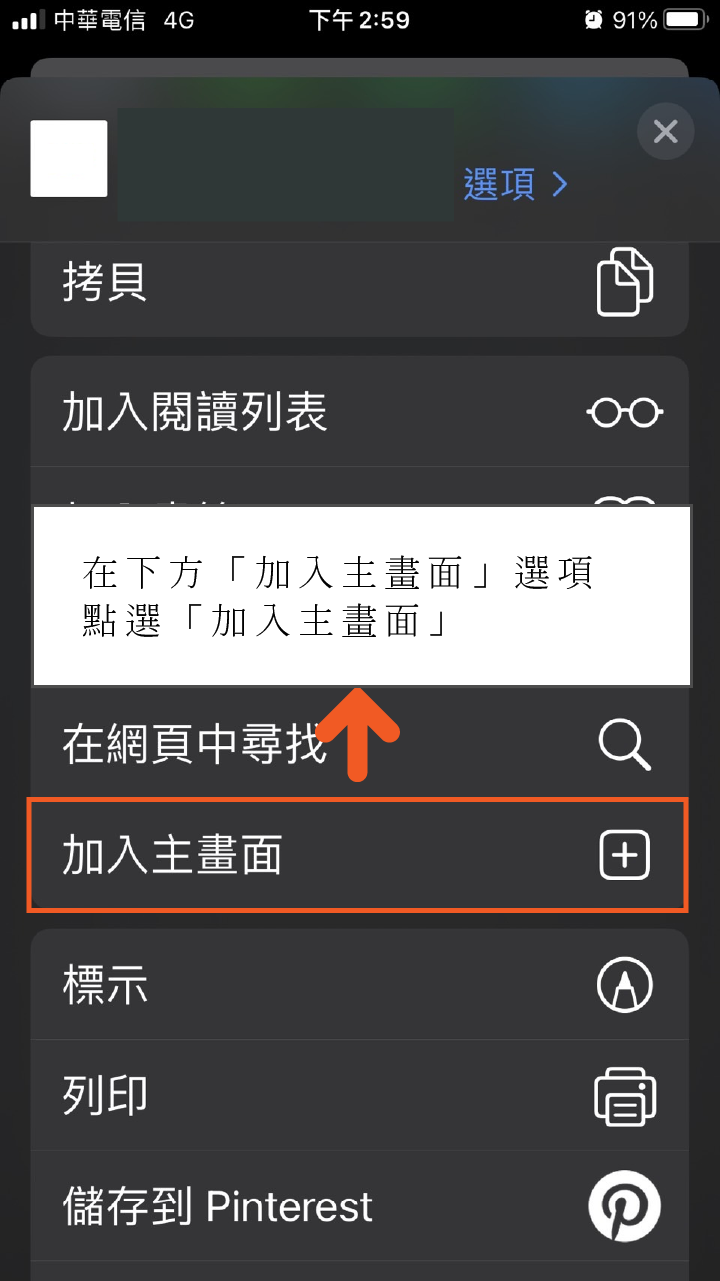 中華電信 4G 下午 2:59 91%
選項
拷貝
加入閱讀列表
在下方「加入主畫面」選項
點選「加入主畫面」
在網頁中尋找
加入主畫面
標示
列印
儲存到 Pinterest